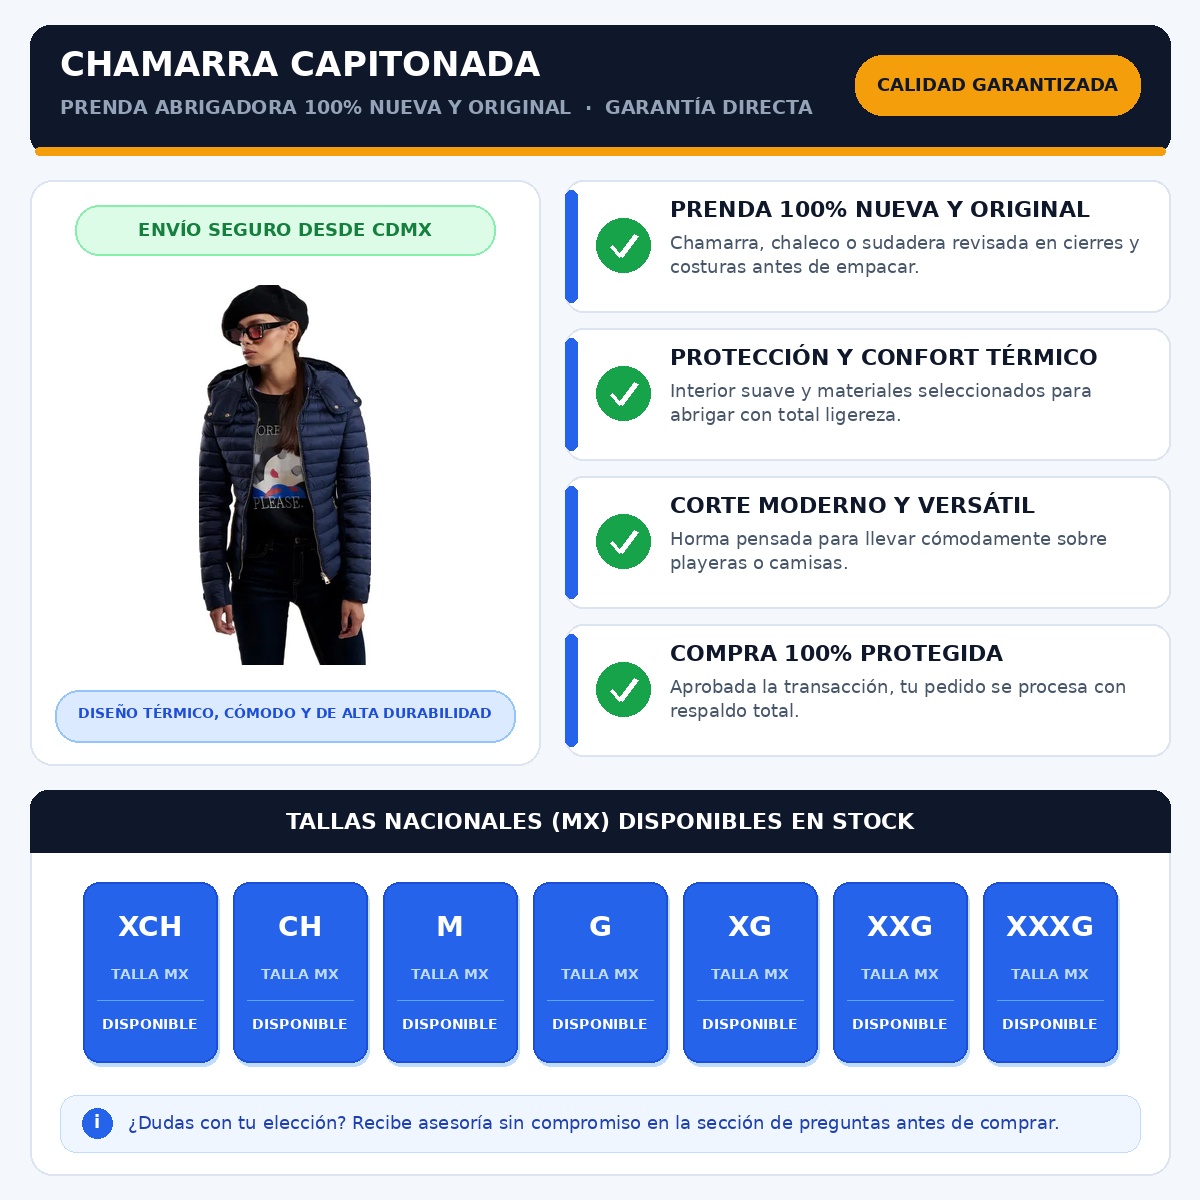 CHAMARRA CAPITONADA
PRENDA ABRIGADORA 100% NUEVA Y ORIGINAL · GARANTÍA DIRECTA
CALIDAD GARANTIZADA
ENVÍO SEGURO DESDE CDMX
ORE
PLEASE.
DISEÑO TÉRMICO, CÓMODO Y DE ALTA DURABILIDAD
PRENDA 100% NUEVA Y ORIGINAL
Chamarra, chaleco o sudadera revisada en cierres y
costuras antes de empacar.
PROTECCIÓN Y CONFORT TÉRMICO
Interior suave y materiales seleccionados para
abrigar con total ligereza.
CORTE MODERNO Y VERSÁTIL
Horma pensada para llevar cómodamente sobre
playeras o camisas.
COMPRA 100% PROTEGIDA
Aprobada la transacción, tu pedido se procesa con
respaldo total.
TALLAS NACIONALES (MX) DISPONIBLES EN STOCK
XCH
TALLA MX
DISPONIBLE
CH
TALLA MX
DISPONIBLE
M
TALLA MX
DISPONIBLE
G
TALLA MX
DISPONIBLE
XG
TALLA MX
DISPONIBLE
XXG
TALLA MX
DISPONIBLE
XXXG
TALLA MX
DISPONIBLE
i
¿Dudas con tu elección? Recibe asesoría sin compromiso en la sección de preguntas antes de comprar.